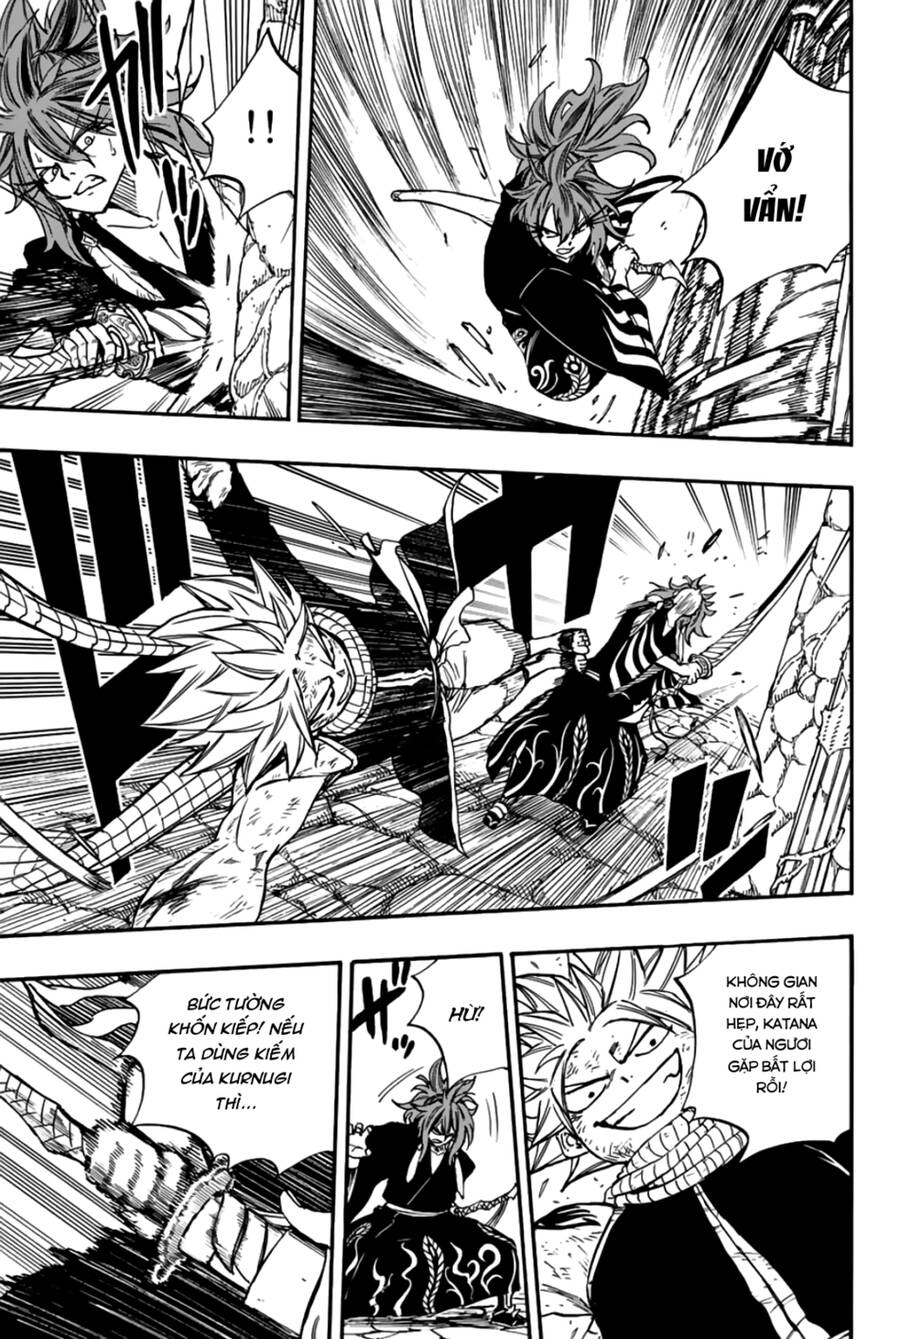 VỚ
VẨN!
!!
KHÔNG GIAN
NƠI ĐÂY RẤT
HẸP, KATANA
CỦA NGƯƠI
GẶP BẤT LỢI
RỒI!
HỪ!
BỨC TƯỜNG
KHỐN KIẾP! NẾU
TA DÙNG KIẾM
CỦA KURNUGI
THÌ...